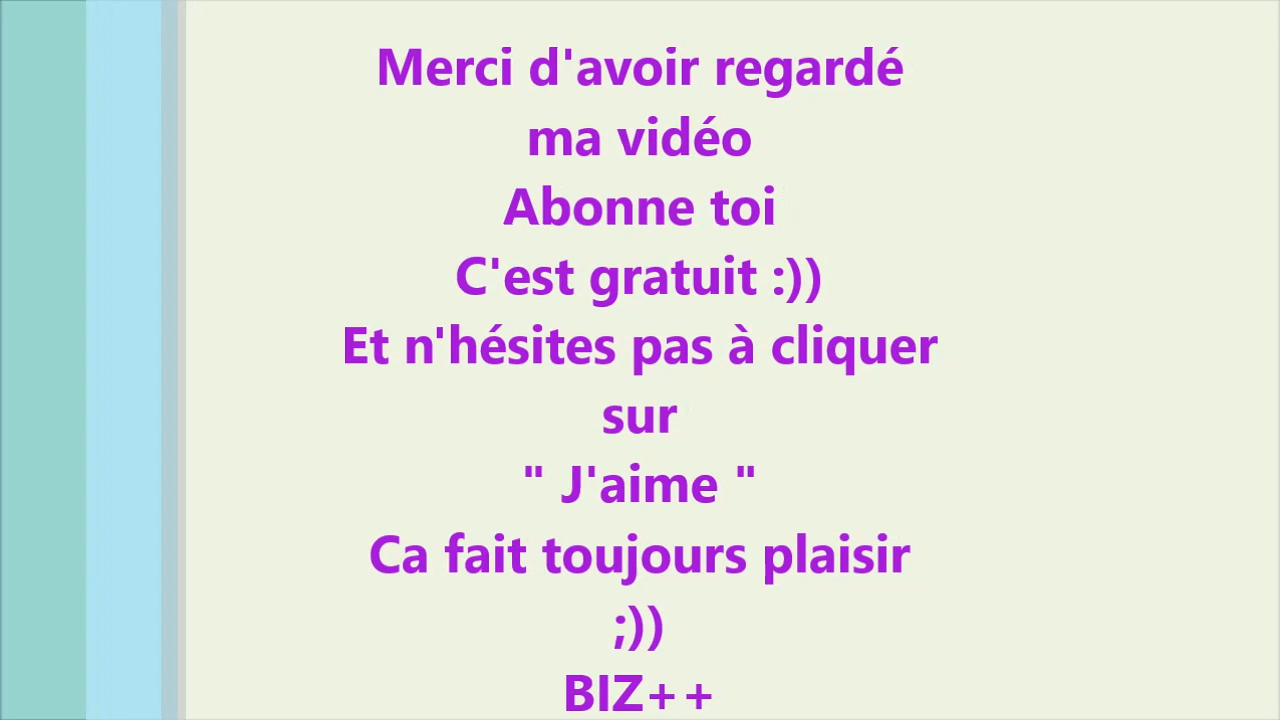 Merci d'avoir regardé
ma vidéo
Abonne toi
C'est gratuit :))
Et n'hésites pas à cliquer
sur
" J'aime "
Ca fait toujours plaisir
;))
BIZ++